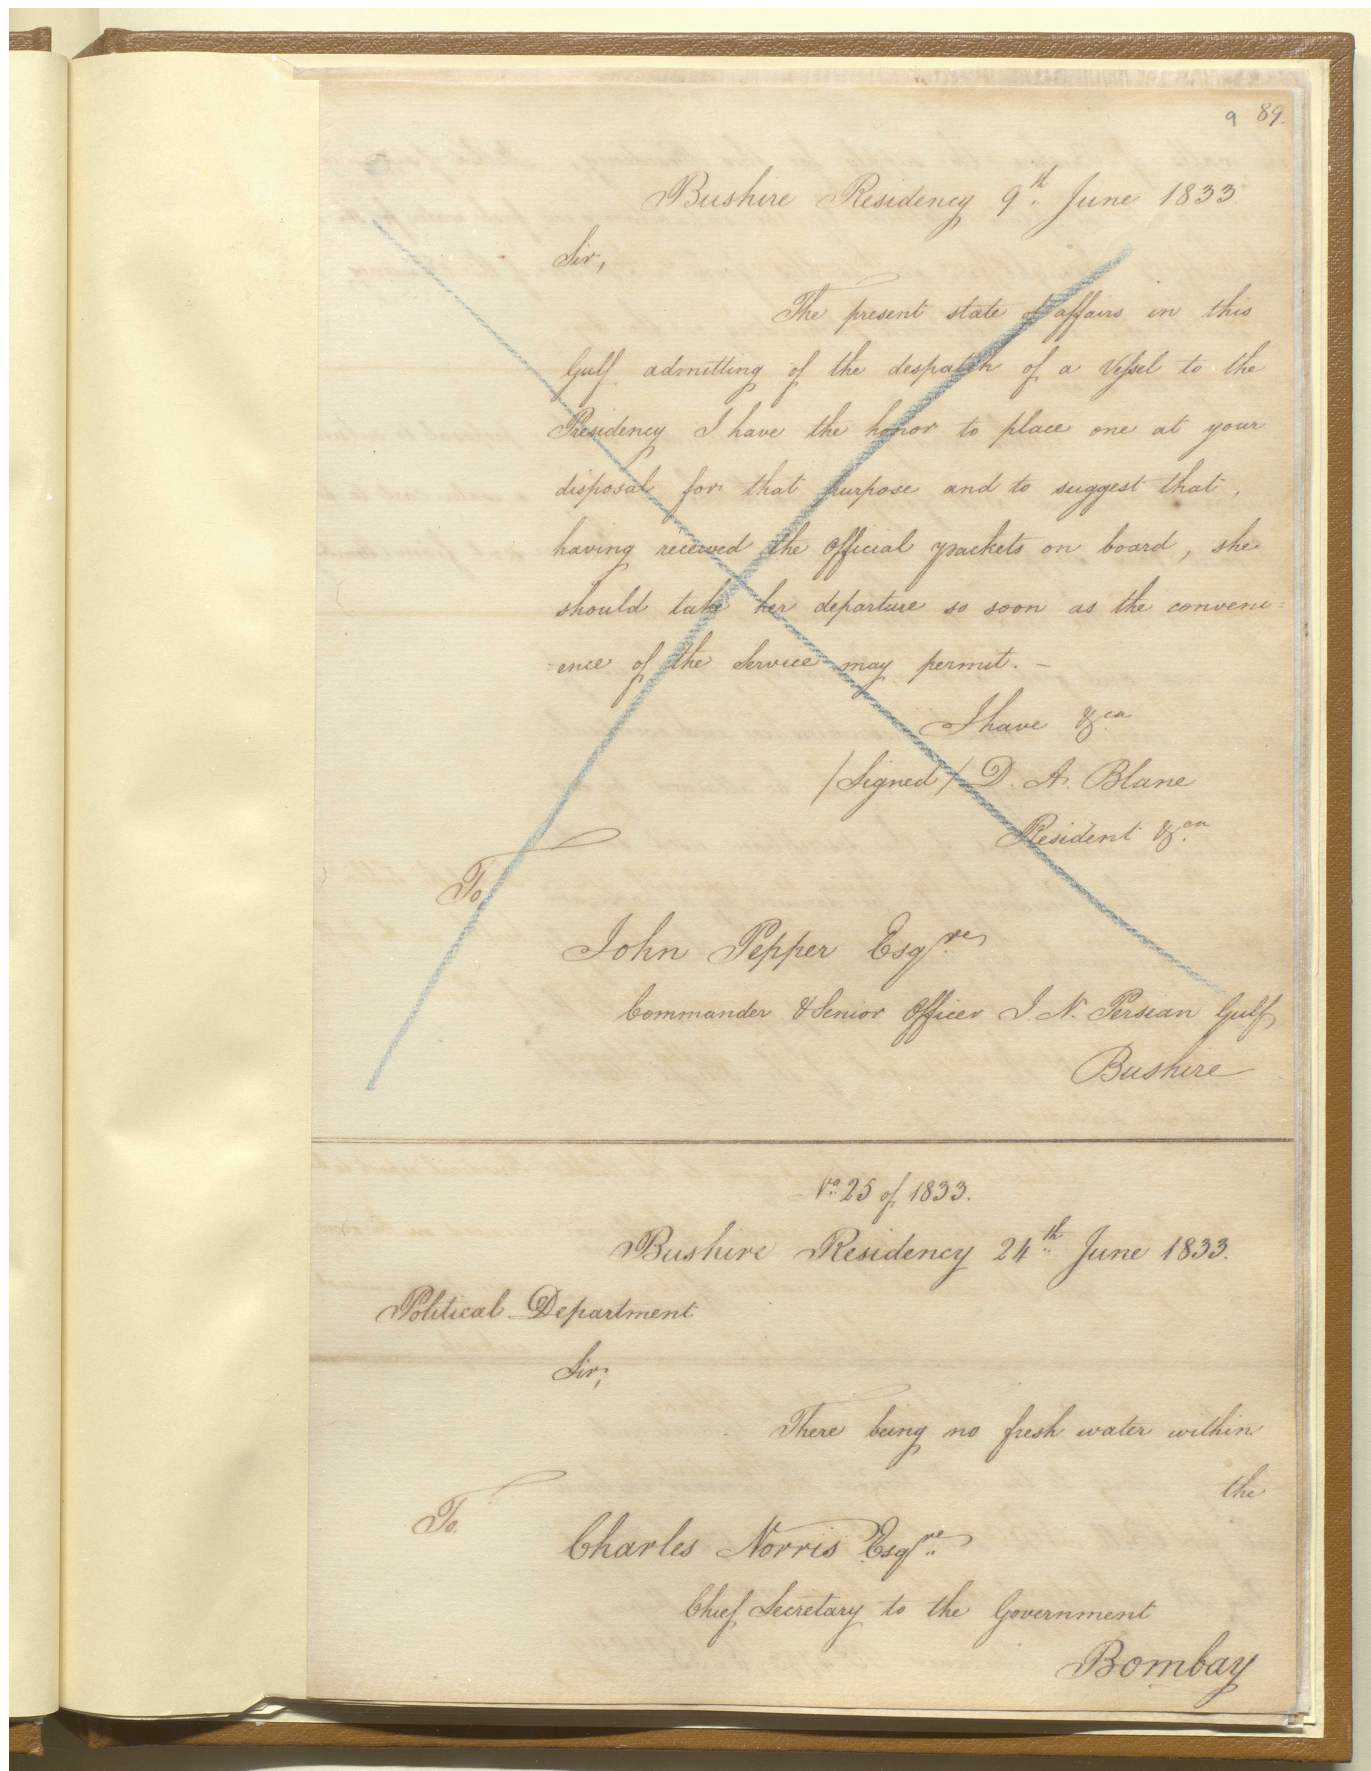 9 89.
Bushire Residency 9th June 1833
Sir,
The present state of affairs in this
Gulf admitting of the despatch of a Vessel to the
Presidency I have the honor to place one at your
disposal for that purpose and to suggest that,
having received the Official packets on board, she
should take her departure so soon as the conveni=
=ence of the Service may permit. –
I have &ca
/Signed/ D. A. Blane
Resident &ca
To
John Pepper Esqre
Commander & Senior Officer I. N. Persian Gulf
Bushire
No 25 of 1833.
Bushire Residency 24th June 1833.
Political Department
Sir,
There being no fresh water within
the
To
Charles Norris Esqre
Chief Secretary to the Government
Bombay